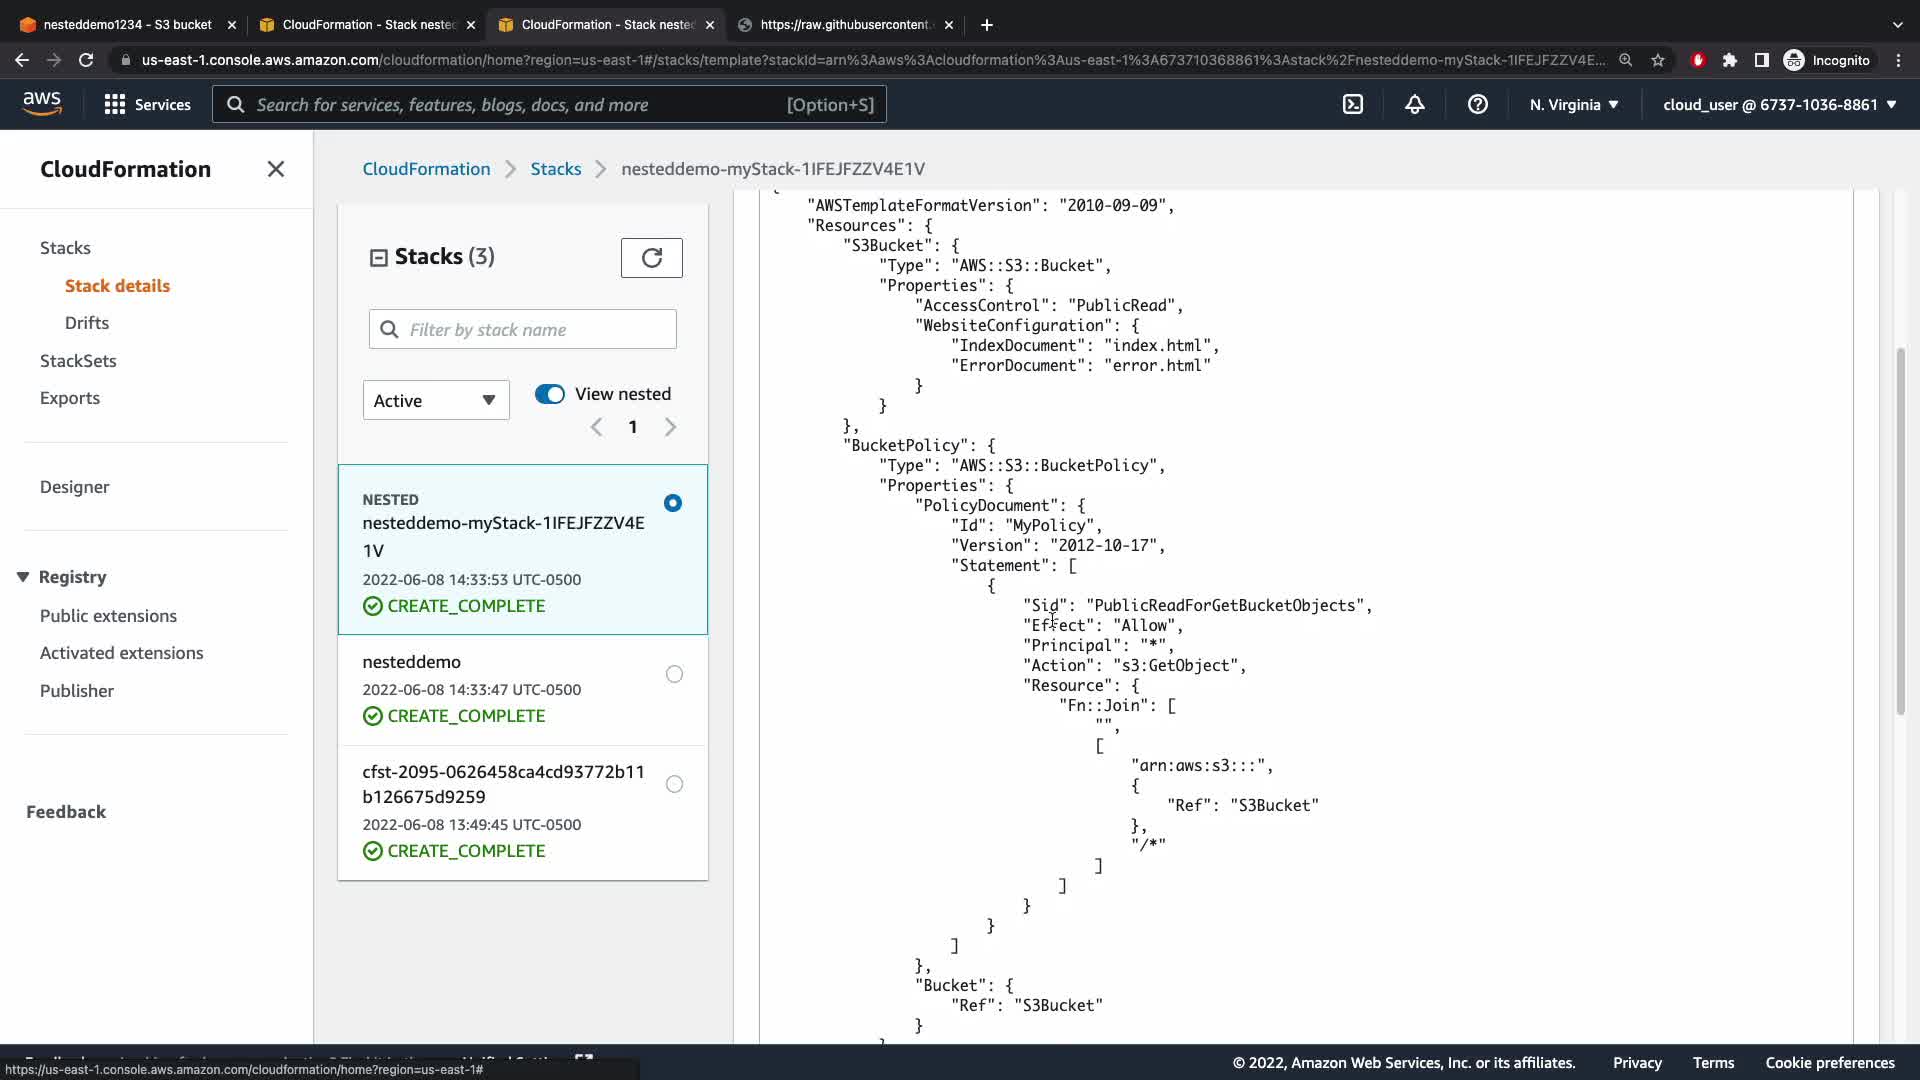 nesteddemo1234 - S3 bucket
CloudFormation - Stack neste
CloudFormation - Stack neste
https://raw.githubusercontent.
us-east-1.console.aws.amazon.com/cloudformation/home?region=us-east-1#/stacks/template?stackId=arn%3Aaws%3Acloudformation%3Aus-east-1%3A673710368861%3Astack%2Fnesteddemo-myStack-1IFEJFZZV4E...
Incognito
aws
Services
Search for services, features, blogs, docs, and more
[Option+S]
N. Virginia
cloud_user @ 6737-1036-8861
CloudFormation
Stacks
Stack details
Drifts
StackSets
Exports
Designer
Registry
Public extensions
Activated extensions
Publisher
Feedback
CloudFormation
Stacks
nesteddemo-myStack-1IFEJFZZV4E1V
Stacks (3)
Filter by stack name
Active
View nested
1
NESTED
nesteddemo-myStack-1IFEJFZZV4E
1V
2022-06-08 14:33:53 UTC-0500
CREATE_COMPLETE
nesteddemo
2022-06-08 14:33:47 UTC-0500
CREATE_COMPLETE
cfst-2095-0626458ca4cd93772b11
b126675d9259
2022-06-08 13:49:45 UTC-0500
CREATE_COMPLETE
"AWSTemplateFormatVersion": "2010-09-09",
"Resources": {
"S3Bucket": {
"Type": "AWS::S3::Bucket",
"Properties": {
"AccessControl": "PublicRead",
"WebsiteConfiguration": {
"IndexDocument": "index.html",
"ErrorDocument": "error.html"
}
}
},
"BucketPolicy": {
"Type": "AWS::S3::BucketPolicy",
"Properties": {
"PolicyDocument": {
"Id": "MyPolicy",
"Version": "2012-10-17",
"Statement": [
{
"Sid": "PublicReadForGetBucketObjects",
"Effect": "Allow",
"Principal": "*",
"Action": "s3:GetObject",
"Resource": {
"Fn::Join": [
"",
[
"arn:aws:s3:::",
{
"Ref": "S3Bucket"
},
"/*"
]
]
}
}
]
},
"Bucket": {
"Ref": "S3Bucket"
}
https://us-east-1.console.aws.amazon.com/cloudformation/home?region=us-east-1#
© 2022, Amazon Web Services, Inc. or its affiliates.
Privacy
Terms
Cookie preferences